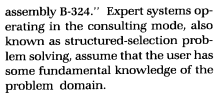 assembly B-324." Expert systems op-
erating in the consulting mode, also
known as structured-selection prob-
lem solving, assume that the user has
some fundamental knowledge of the
problem domain.